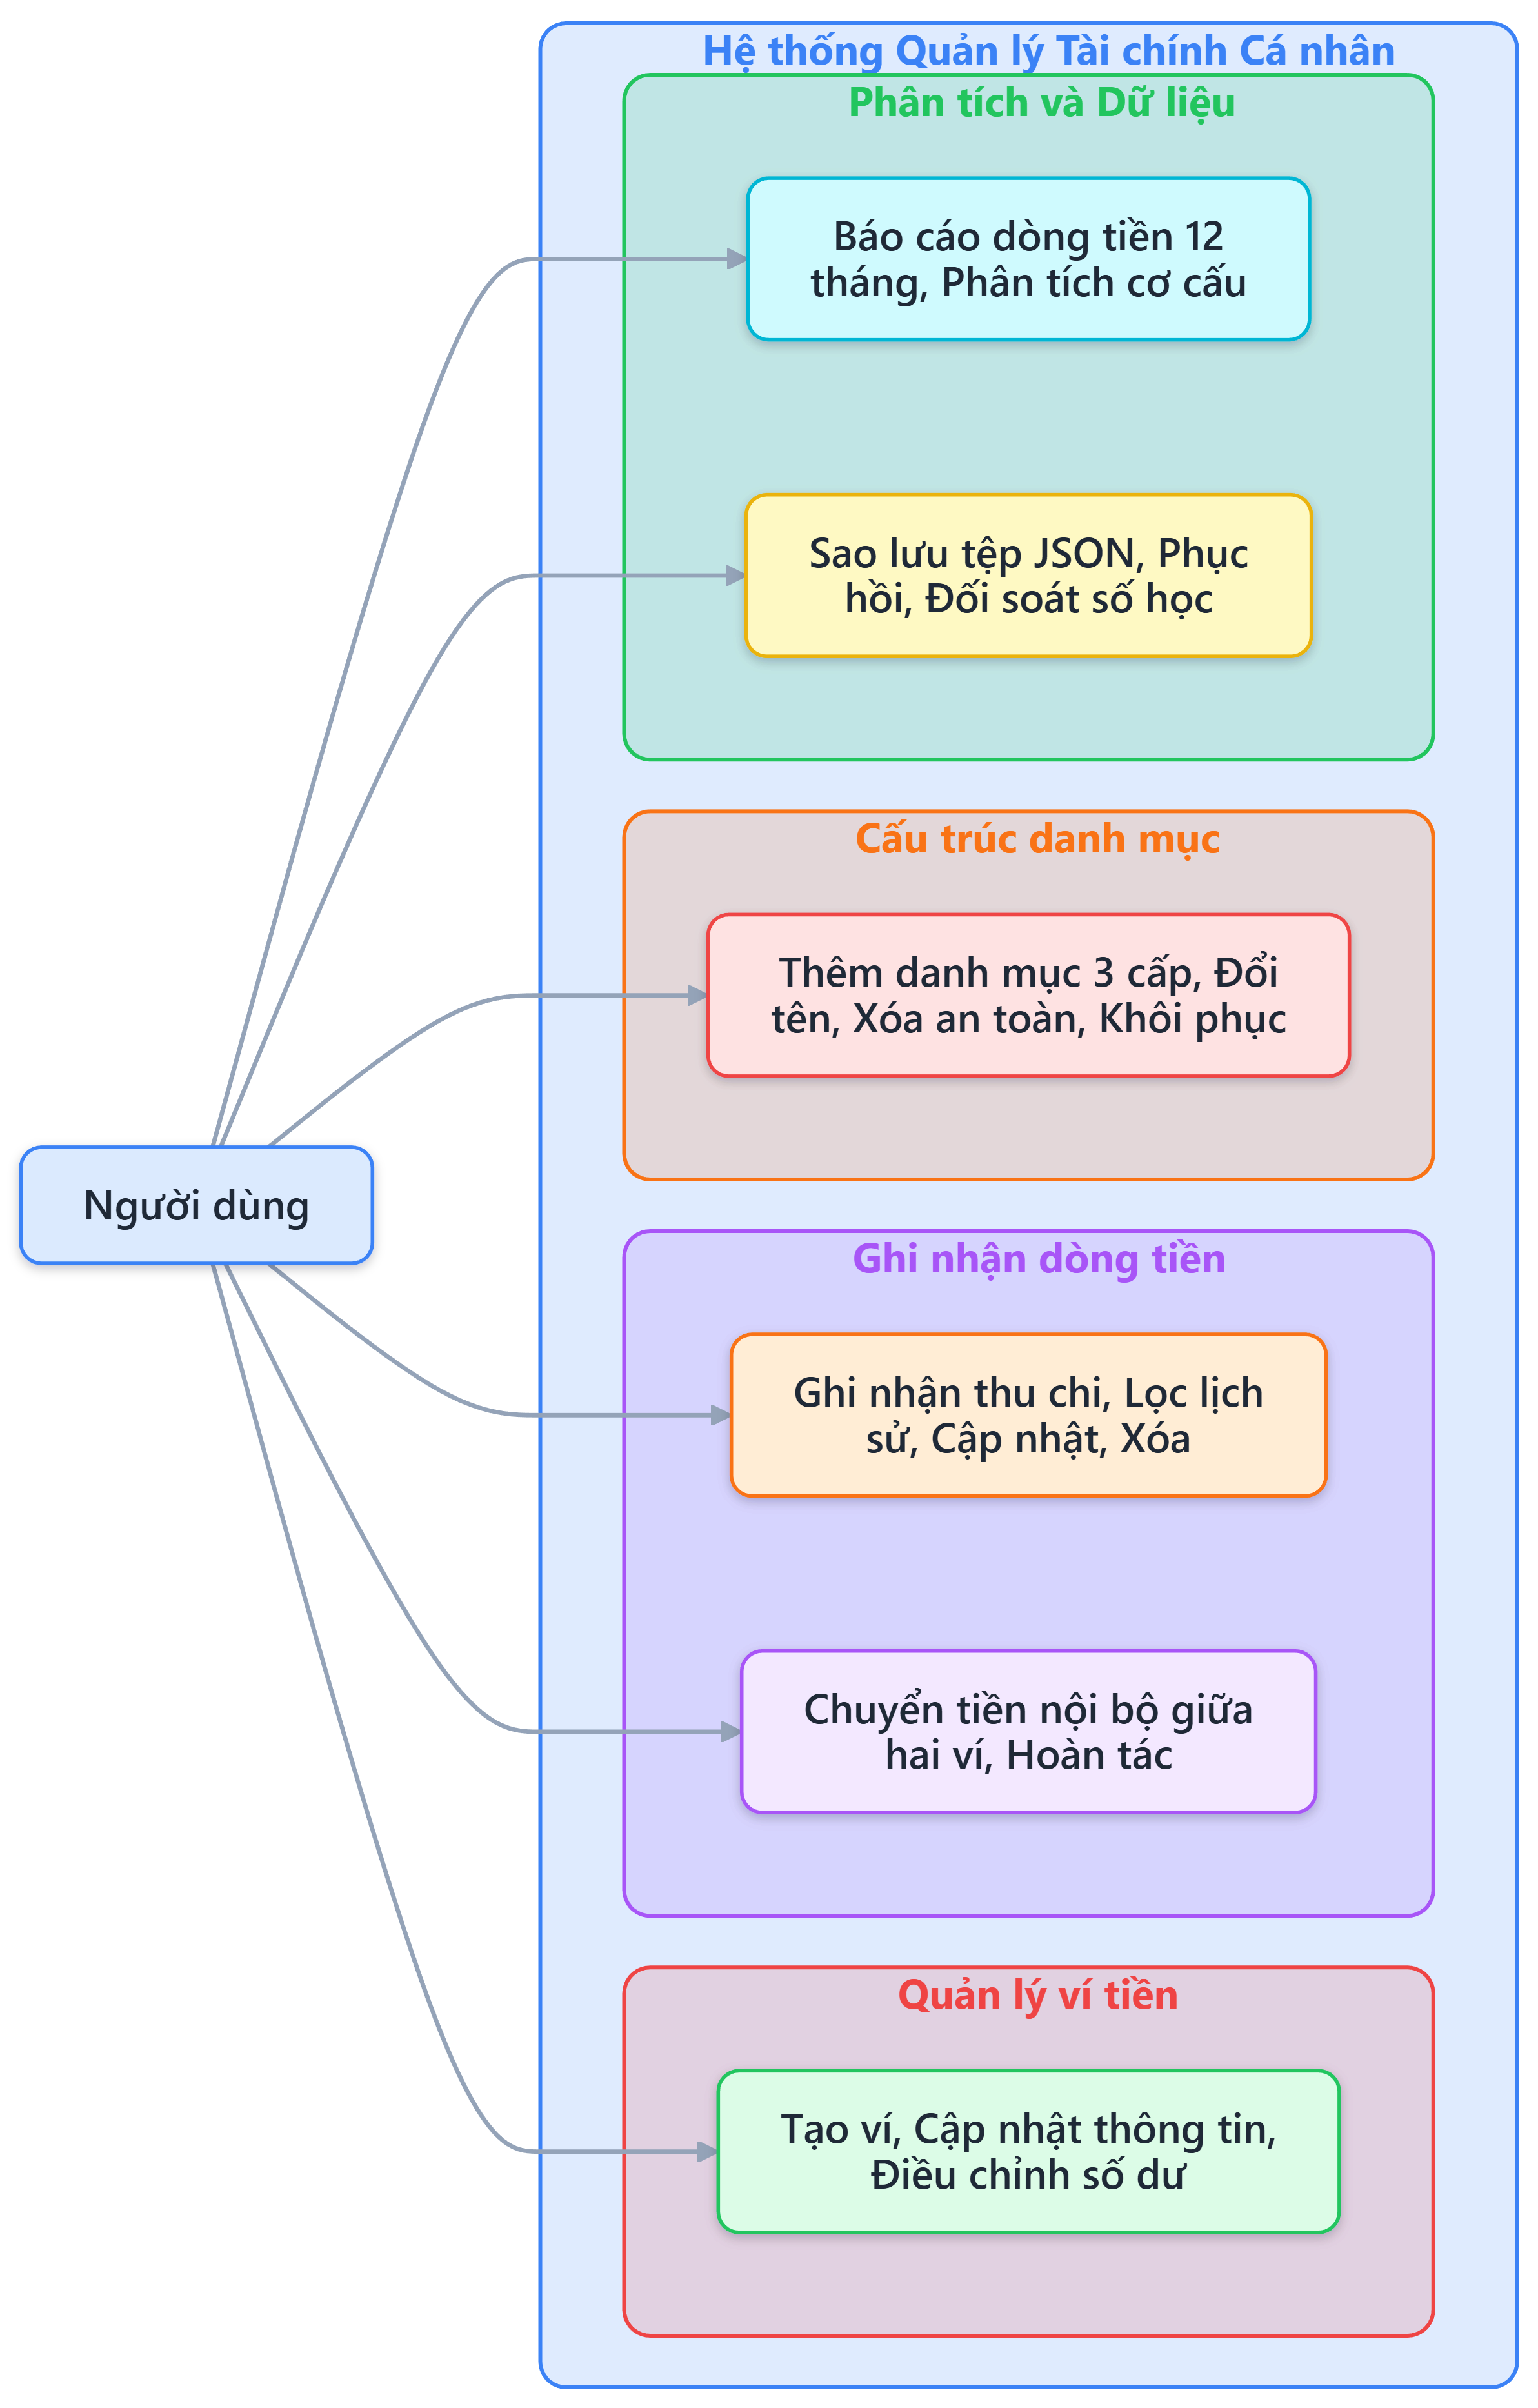 Hệ thống Quản lý Tài chính Cá nhân
Phân tích và Dữ liệu
Báo cáo dòng tiền 12
tháng, Phân tích cơ cấu
Sao lưu tệp JSON, Phục
hồi, Đối soát số học
Cấu trúc danh mục
Thêm danh mục 3 cấp, Đổi
tên, Xóa an toàn, Khôi phục
Người dùng
Ghi nhận dòng tiền
Ghi nhận thu chi, Lọc lịch
sử, Cập nhật, Xóa
Chuyển tiền nội bộ giữa
hai ví, Hoàn tác
Quản lý ví tiền
Tạo ví, Cập nhật thông tin,
Điều chỉnh số dư